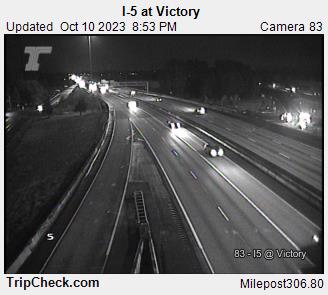 I-5 at Victory
Updated Oct 10 2023 8:53 PM Camera 83
T
S
83 - I5 @ Victory
TripCheck.com Milepost306.80